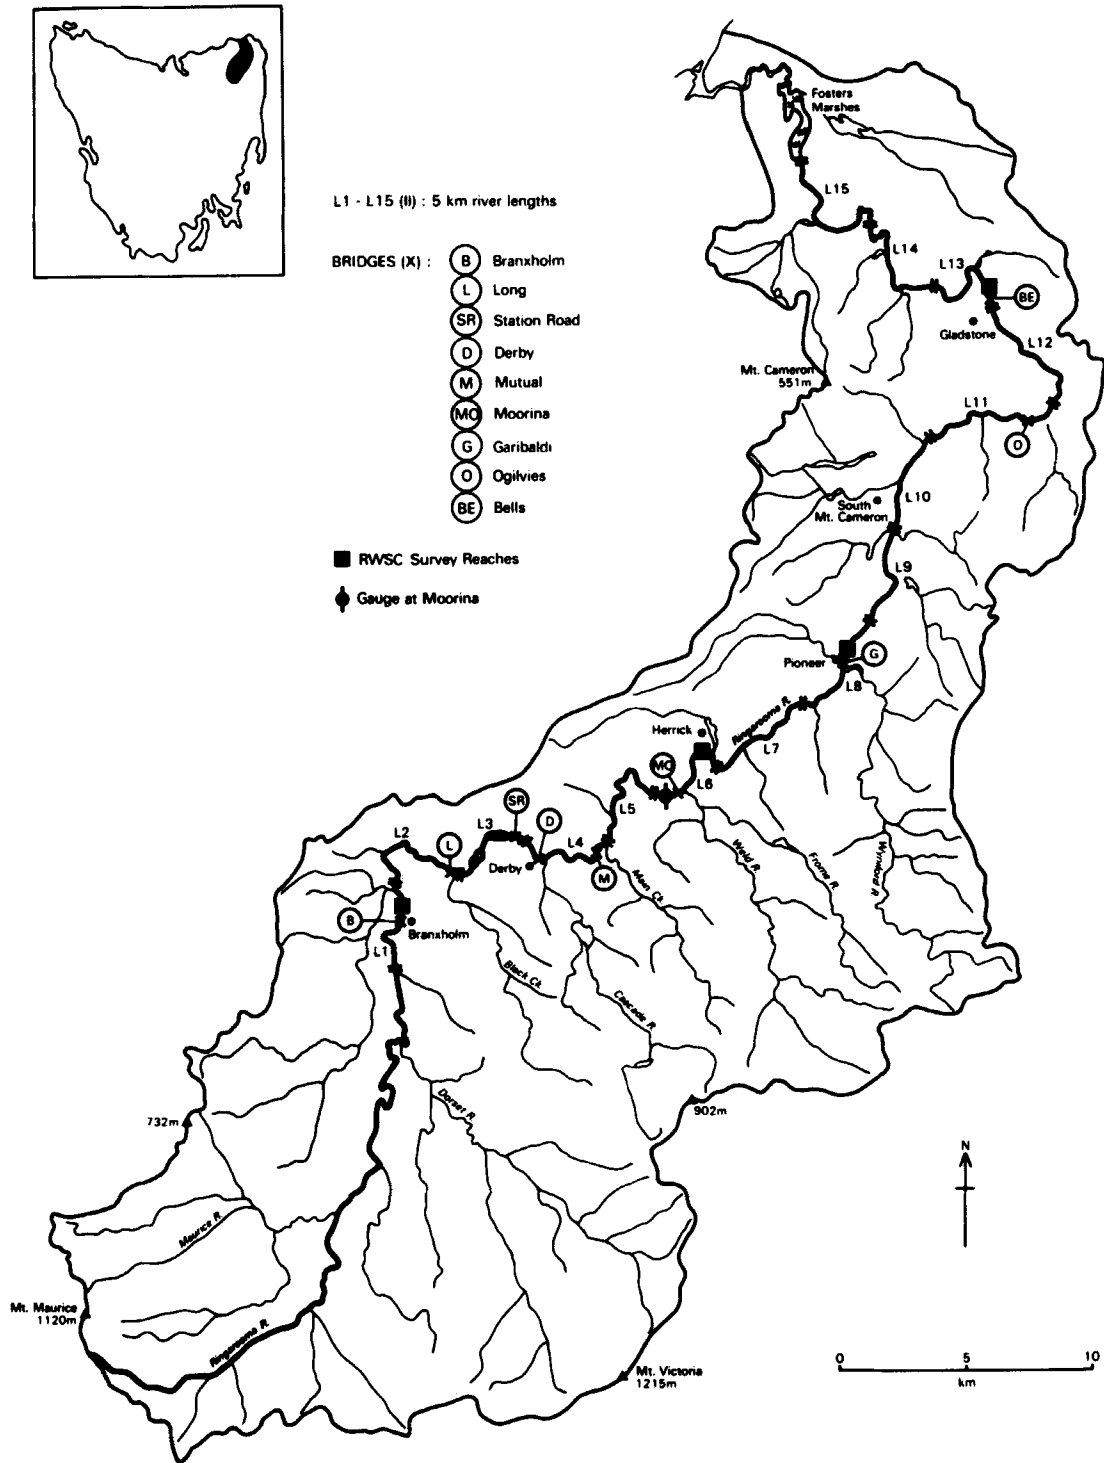 L1 - L15 (II) : 5 km river lengths
BRIDGES (X) :
B Branxholm
L Long
SR Station Road
D Derby
M Mutual
MO Moorina
G Garibaldi
O Ogilvies
BE Bells
RWSC Survey Reaches
Gauge at Moorina
Fosters
Marshes
L15
L14
L13
BE
Gladstone
L12
Mt. Cameron
551m
L11
O
L10
South
Mt. Cameron
L9
Pioneer
G
L8
Ringarooma R.
Herrick
L7
MO
L6
L5
SR
D
L2
L3
L4
L
Derby
M
Main Ck.
Weld R.
Frome R.
Wyniford R.
B
Branxholm
L1
Black Ck.
Cascade R.
Dorset R.
902m
732m
N
Maurice R.
Mt. Maurice
1120m
Ringarooma R.
Mt. Victoria
1215m
0 5 10
km